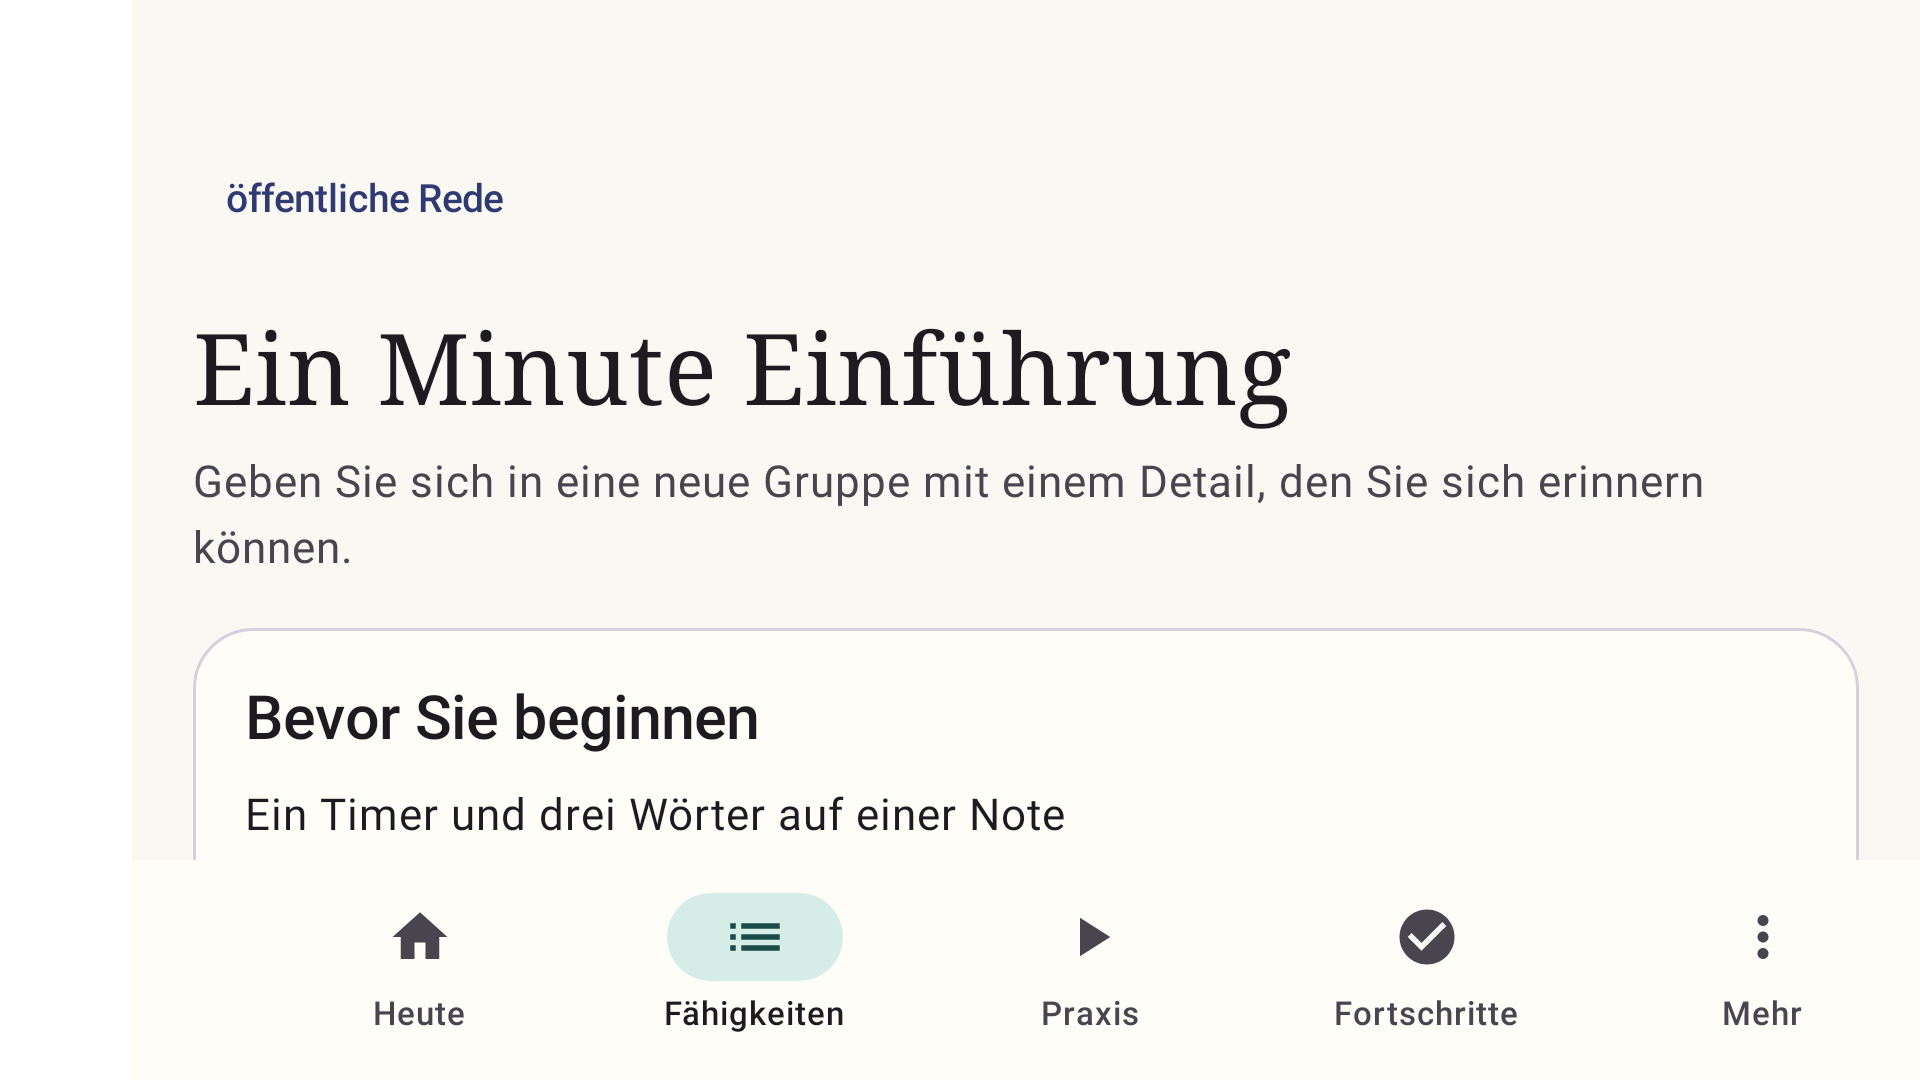 öffentliche Rede
Ein Minute Einführung
Geben Sie sich in eine neue Gruppe mit einem Detail, den Sie sich erinnern
können.
Bevor Sie beginnen
Ein Timer und drei Wörter auf einer Note
Heute
Fähigkeiten
Praxis
Fortschritte
Mehr